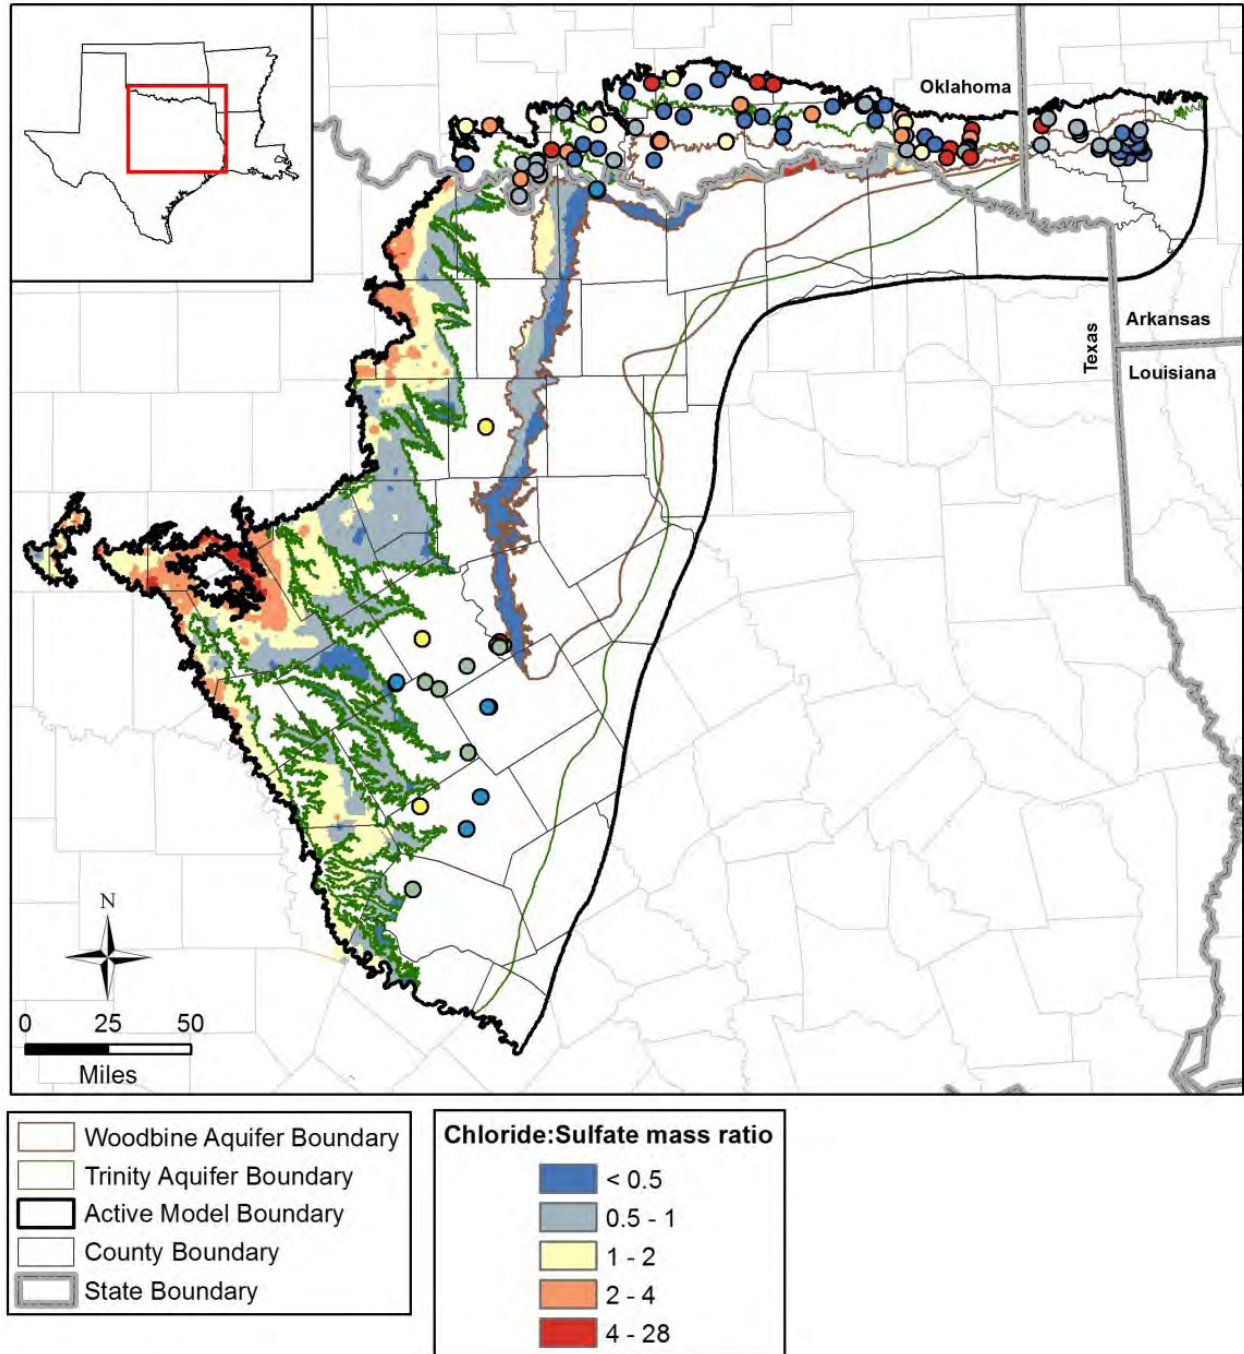 Oklahoma
Arkansas
Texas
Louisiana
N
0 25 50
Miles
Woodbine Aquifer Boundary
Trinity Aquifer Boundary
Active Model Boundary
County Boundary
State Boundary
Chloride:Sulfate mass ratio
< 0.5
0.5 - 1
1 - 2
2 - 4
4 - 28